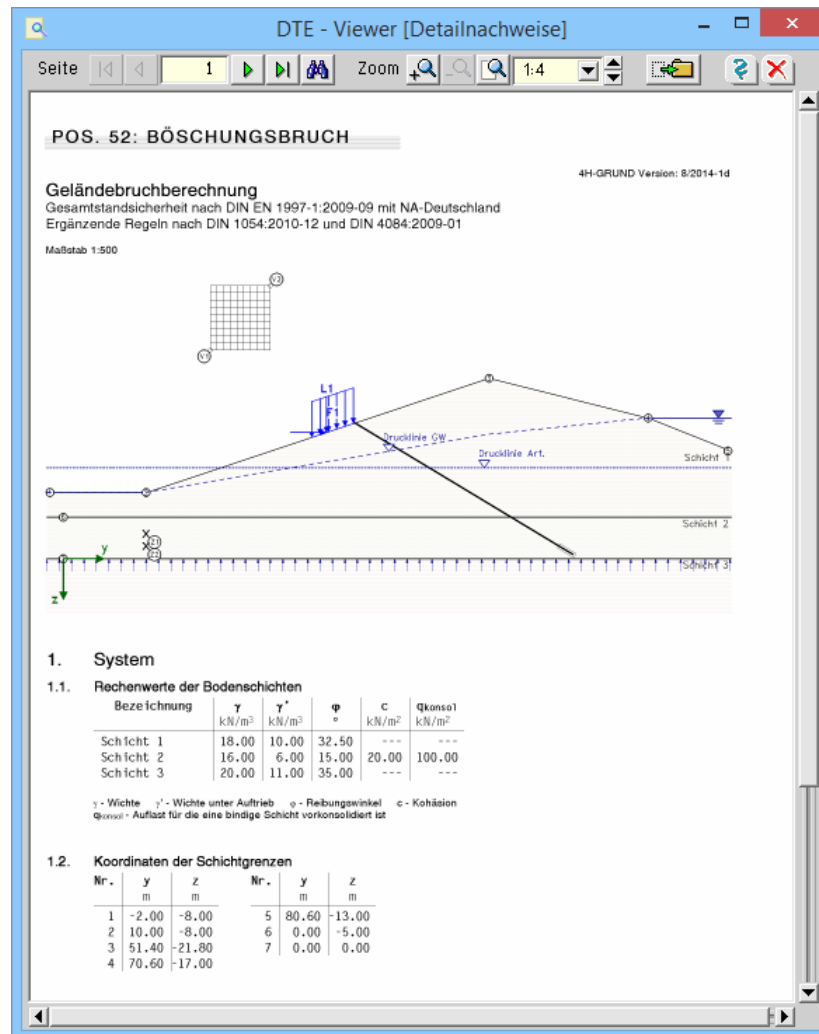 DTE - Viewer [Detailnachweise]
Seite 1 Zoom 1:4
POS. 52: BÖSCHUNGSBRUCH
4H-GRUND Version: 8/2014-1d
Geländebruchberechnung
Gesamtstandsicherheit nach DIN EN 1997-1:2009-09 mit NA-Deutschland
Ergänzende Regeln nach DIN 1054:2010-12 und DIN 4084:2009-01
Maßstab 1:500
V2
V1
L1
F1
Drucklinie GW
Drucklinie Art.
Schicht 1
Schicht 2
Schicht 3
y
z
1. System
1.1. Rechenwerte der Bodenschichten
Bezeichnung γ γ' φ c qkonsol
kN/m³ kN/m³ ° kN/m² kN/m²
Schicht 1 18.00 10.00 32.50 --- ---
Schicht 2 16.00 6.00 15.00 20.00 100.00
Schicht 3 20.00 11.00 35.00 --- ---
γ - Wichte γ' - Wichte unter Auftrieb φ - Reibungswinkel c - Kohäsion
qkonsol - Auflast für die eine bindige Schicht vorkonsolidiert ist
1.2. Koordinaten der Schichtgrenzen
Nr. y z Nr. y z
m m m m
1 -2.00 -8.00 5 80.60 -13.00
2 10.00 -8.00 6 0.00 -5.00
3 51.40 -21.80 7 0.00 0.00
4 70.60 -17.00